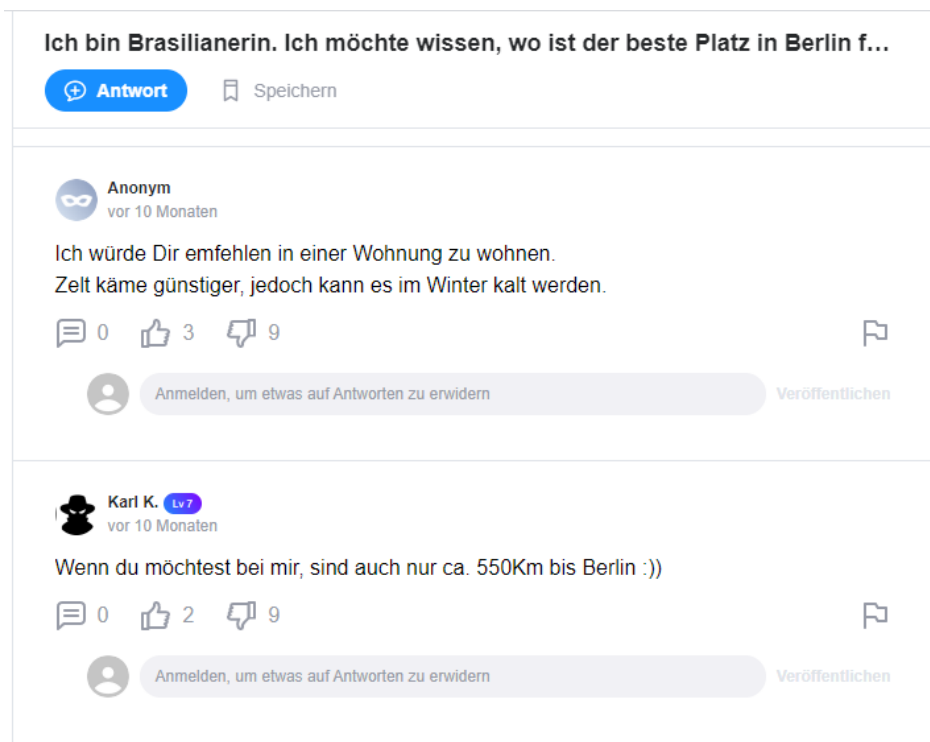 Ich bin Brasilianerin. Ich möchte wissen, wo ist der beste Platz in Berlin f...
Antwort
Speichern
Anonym
vor 10 Monaten
Ich würde Dir emfehlen in einer Wohnung zu wohnen.
Zelt käme günstiger, jedoch kann es im Winter kalt werden.
0 3 9
Anmelden, um etwas auf Antworten zu erwidern Veröffentlichen
Karl K. Lv 7
vor 10 Monaten
Wenn du möchtest bei mir, sind auch nur ca. 550Km bis Berlin :))
0 2 9
Anmelden, um etwas auf Antworten zu erwidern Veröffentlichen